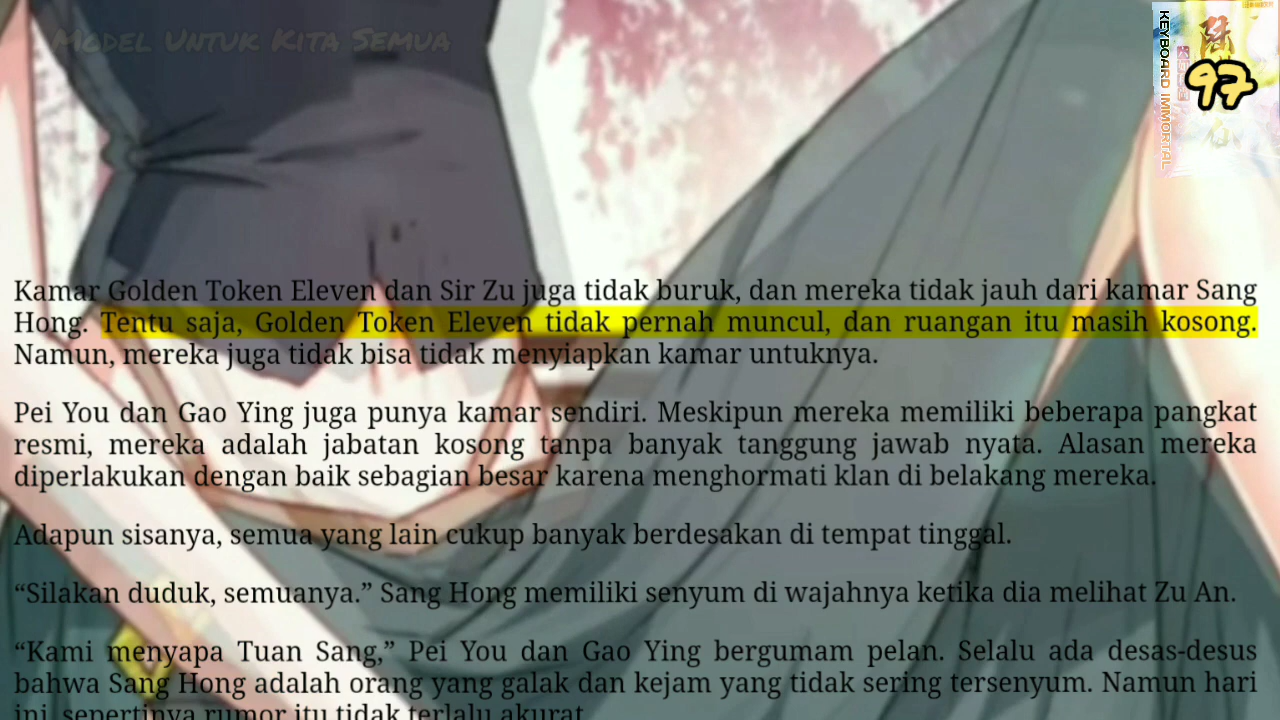 Model Untuk Kita Semua
KEYBOARD IMMORTAL
97
Kamar Golden Token Eleven dan Sir Zu juga tidak buruk, dan mereka tidak jauh dari kamar Sang
Hong. Tentu saja, Golden Token Eleven tidak pernah muncul, dan ruangan itu masih kosong.
Namun, mereka juga tidak bisa tidak menyiapkan kamar untuknya.
Pei You dan Gao Ying juga punya kamar sendiri. Meskipun mereka memiliki beberapa pangkat
resmi, mereka adalah jabatan kosong tanpa banyak tanggung jawab nyata. Alasan mereka
diperlakukan dengan baik sebagian besar karena menghormati klan di belakang mereka.
Adapun sisanya, semua yang lain cukup banyak berdesakan di tempat tinggal.
“Silakan duduk, semuanya.” Sang Hong memiliki senyum di wajahnya ketika dia melihat Zu An.
“Kami menyapa Tuan Sang,” Pei You dan Gao Ying bergumam pelan. Selalu ada desas-desus
bahwa Sang Hong adalah orang yang galak dan kejam yang tidak sering tersenyum. Namun hari
ini, sepertinya rumor itu tidak terlalu akurat.